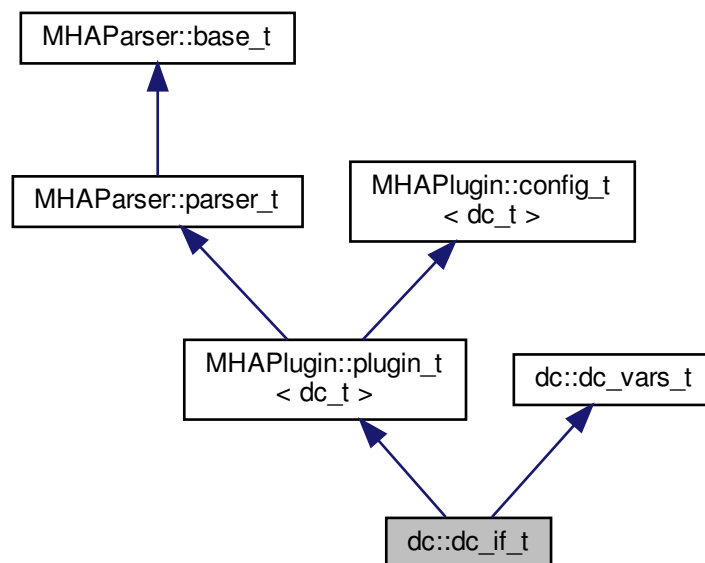 MHAParser::base_t
MHAParser::parser_t
MHAPlugin::config_t
< dc_t >
MHAPlugin::plugin_t
< dc_t >
dc::dc_vars_t
dc::dc_if_t